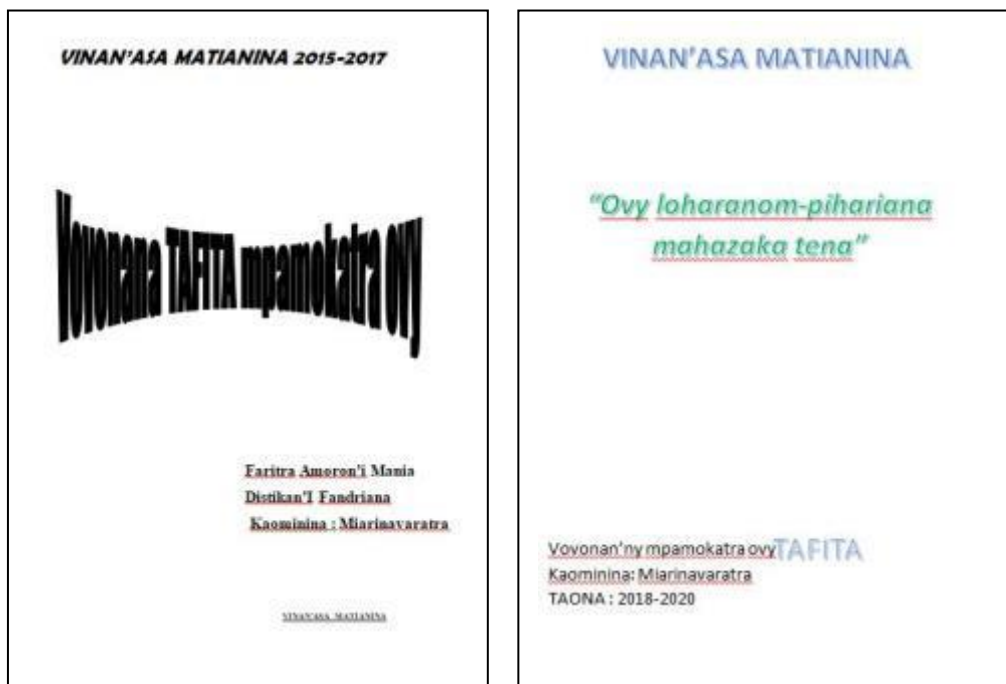 VINAN'ASA MATIANINA 2015-2017
Vovonana TAFITA mpamokatra ovy
Faritra Amoron'i Mania
Distikan'I Fandriana
Kaominina : Miarinavaratra
VINAN'ASA MATIANINA
VINAN'ASA MATIANINA
"Ovy loharanom-pihariana
mahazaka tena"
Vovonan'ny mpamokatra ovy TAFITA
Kaominina: Miarinavaratra
TAONA : 2018-2020